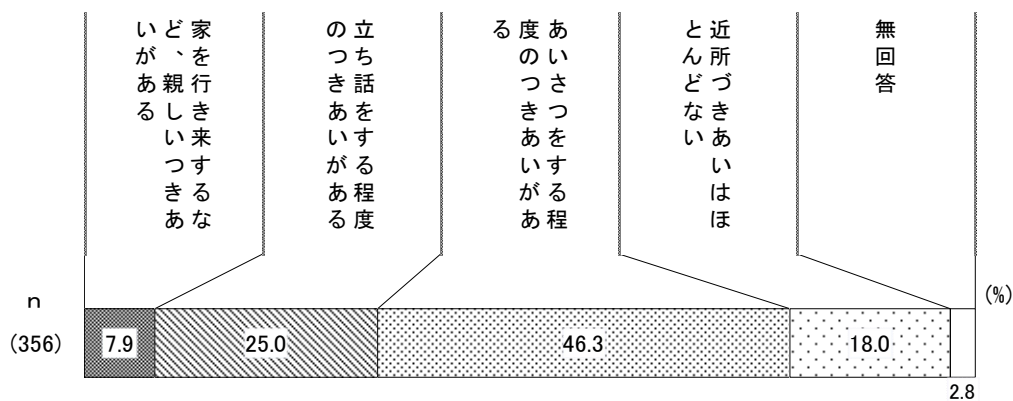 家を行き来するな
ど、親しいつきあ
いがある
立ち話をする程度
のつきあいがある
あいさつをする程
度のつきあいがあ
る
近所づきあいはほ
とんどない
無回答
(%)
n
(356)
7.9
25.0
46.3
18.0
2.8